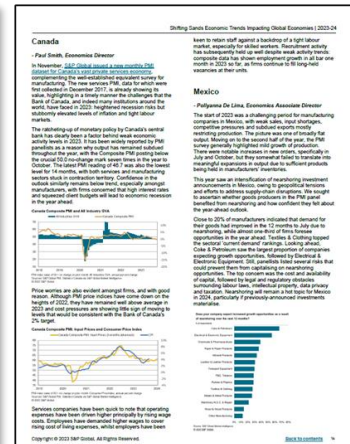 Shifting Sands Economic Trends Impacting Global Economies | 2023-24
Canada
- Paul Smith, Economics Director
In November, S&P Global issued a new monthly PMI
dataset for Canada's vast private services economy,
complementing the well-established equivalent survey for
manufacturing. The new services PMI, data for which were
first collected in December 2017, is already showing its
value, highlighting in a timely manner the challenges that the
Bank of Canada, and indeed many institutions around the
world, have faced in 2023: heightened recession risks but
stubbornly elevated levels of inflation and tight labour
markets.
The ratcheting-up of monetary policy by Canada's central
bank has clearly been a factor behind weak economic
activity levels in 2023. It has been widely reported by PMI
panellists as a reason why output has remained subdued
throughout the year, with the Composite PMI posting below
the crucial 50.0 no-change mark seven times in the year to
October. The latest PMI reading of 46.7 was also the lowest
level for 14 months, with both services and manufacturing
sectors stuck in contraction territory. Confidence in the
outlook similarly remains below trend, especially amongst
manufacturers, with firms concerned that high interest rates
and squeezed client budgets will lead to economic recession
in the year ahead.
Canada Composite PMI and All Industry GVA
Price worries are also evident amongst firms, and with good
reason. Although PMI price indices have come down on the
heights of 2022, they have remained well above average in
2023 and cost pressures are showing little sign of moving to
levels that would be consistent with the Bank of Canada's
2% target.
Canada Composite PMI: Input Prices and Consumer Price Index
Services companies have been quick to note that operating
expenses have been driven higher principally by rising wage
costs. Employees have demanded higher wages to cover
rising cost of living expenses, whilst employers have been
keen to retain staff against a backdrop of a tight labour
market, especially for skilled workers. Recruitment activity
has subsequently held up well despite weak activity trends:
composite data has shown employment growth in all bar one
month in 2023 so far, as firms continue to fill long-held
vacancies at their units.
Mexico
- Pollyanna De Lima, Economics Associate Director
The start of 2023 was a challenging period for manufacturing
companies in Mexico, with weak sales, input shortages,
competitive pressures and subdued exports mostly
restricting production. The picture was one of broadly flat
output. Moving on to the second half of the year, the PMI
survey generally highlighted mild growth of production.
There were notable increases in new orders, specifically in
July and October, but they somewhat failed to translate into
meaningful expansions in output due to sufficient products
being held in manufacturers' inventories.
This year saw an intensification of nearshoring investment
announcements in Mexico, owing to geopolitical tensions
and efforts to assuage supply-chain disruptions. We sought
to ascertain whether goods producers in the PMI panel
benefited from nearshoring and how confident they felt about
the year-ahead outlook.
Close to 20% of manufacturers indicated that demand for
their goods had improved in the 12 months to July due to
nearshoring, while almost one-third of firms foresee
opportunities in the year ahead. Textiles & Clothing topped
the sectoral 'current demand' rankings. Looking ahead,
Coke & Petroleum saw the largest proportion of companies
expecting growth opportunities, followed by Electrical &
Electronic Equipment. Still, panellists listed several risks that
could prevent them from capitalising on nearshoring
opportunities. The top concern was the cost and availability
of capital, followed by legal and regulatory obstacles
surrounding labour laws, intellectual property, data privacy
and taxation. Nearshoring will remain a hot topic for Mexico
in 2024, particularly if previously-announced investments
materialise.
Copyright © 2023 S&P Global. All Rights Reserved.
Back to contents